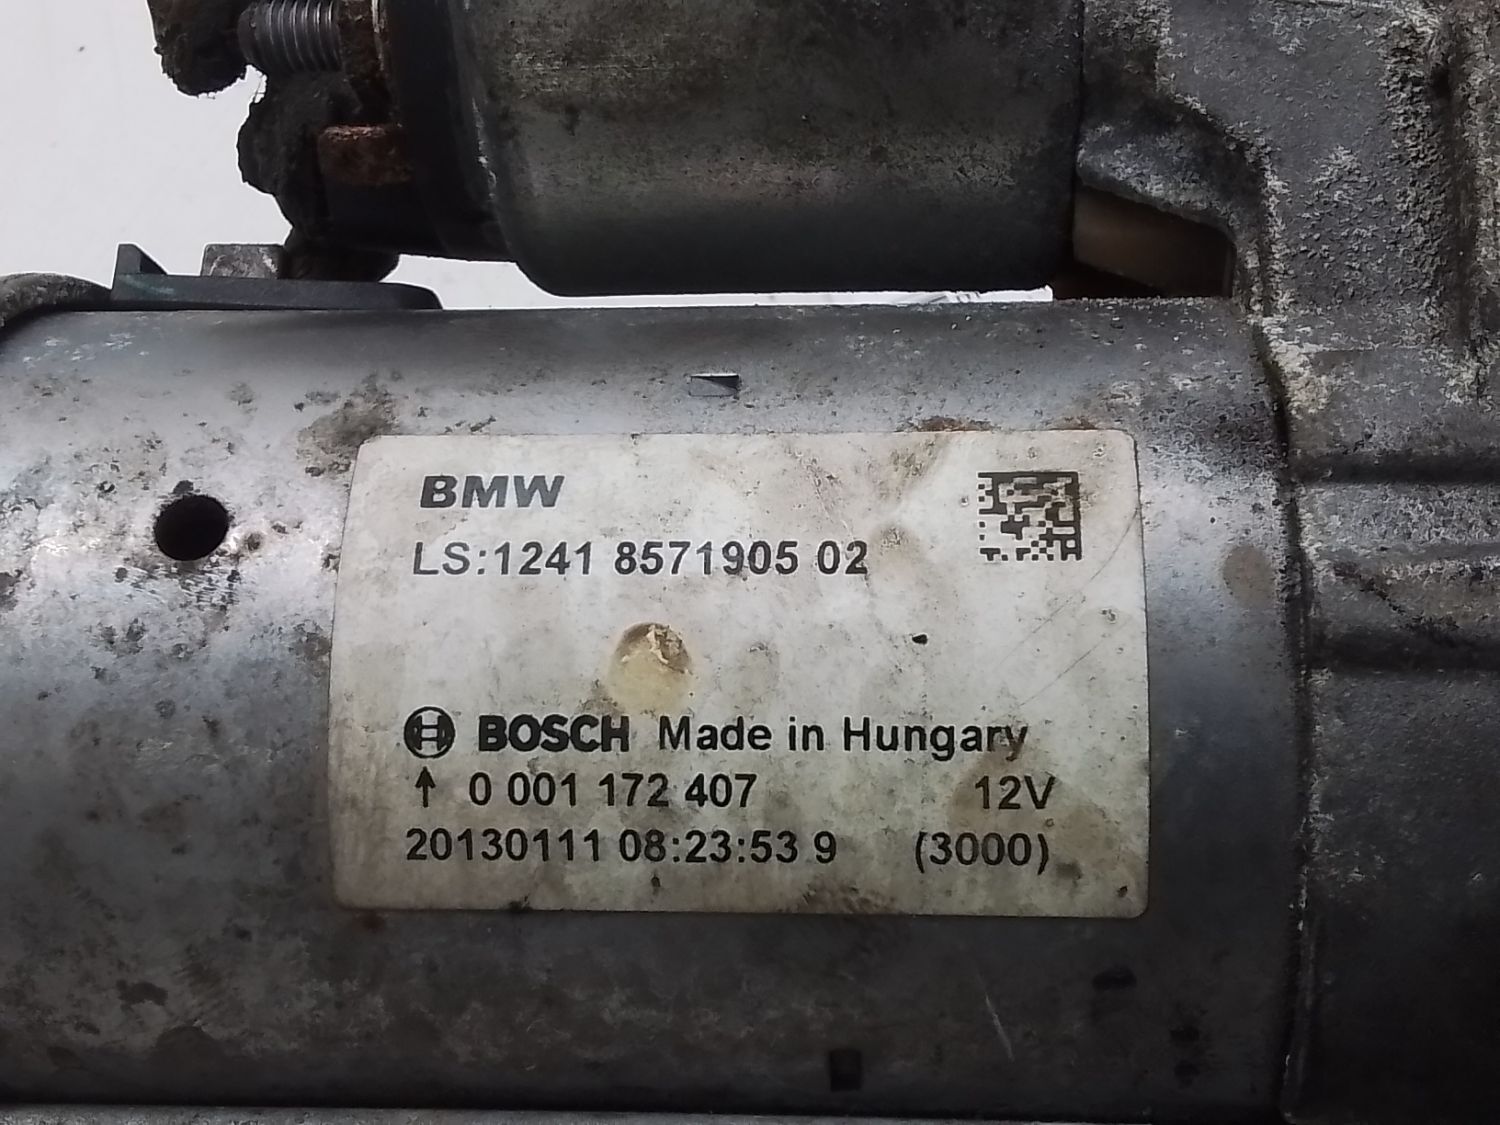 BMW
LS:1241 8571905 02
BOSCH Made in Hungary
↑ 0 001 172 407 12V
20130111 08:23:53 9 (3000)